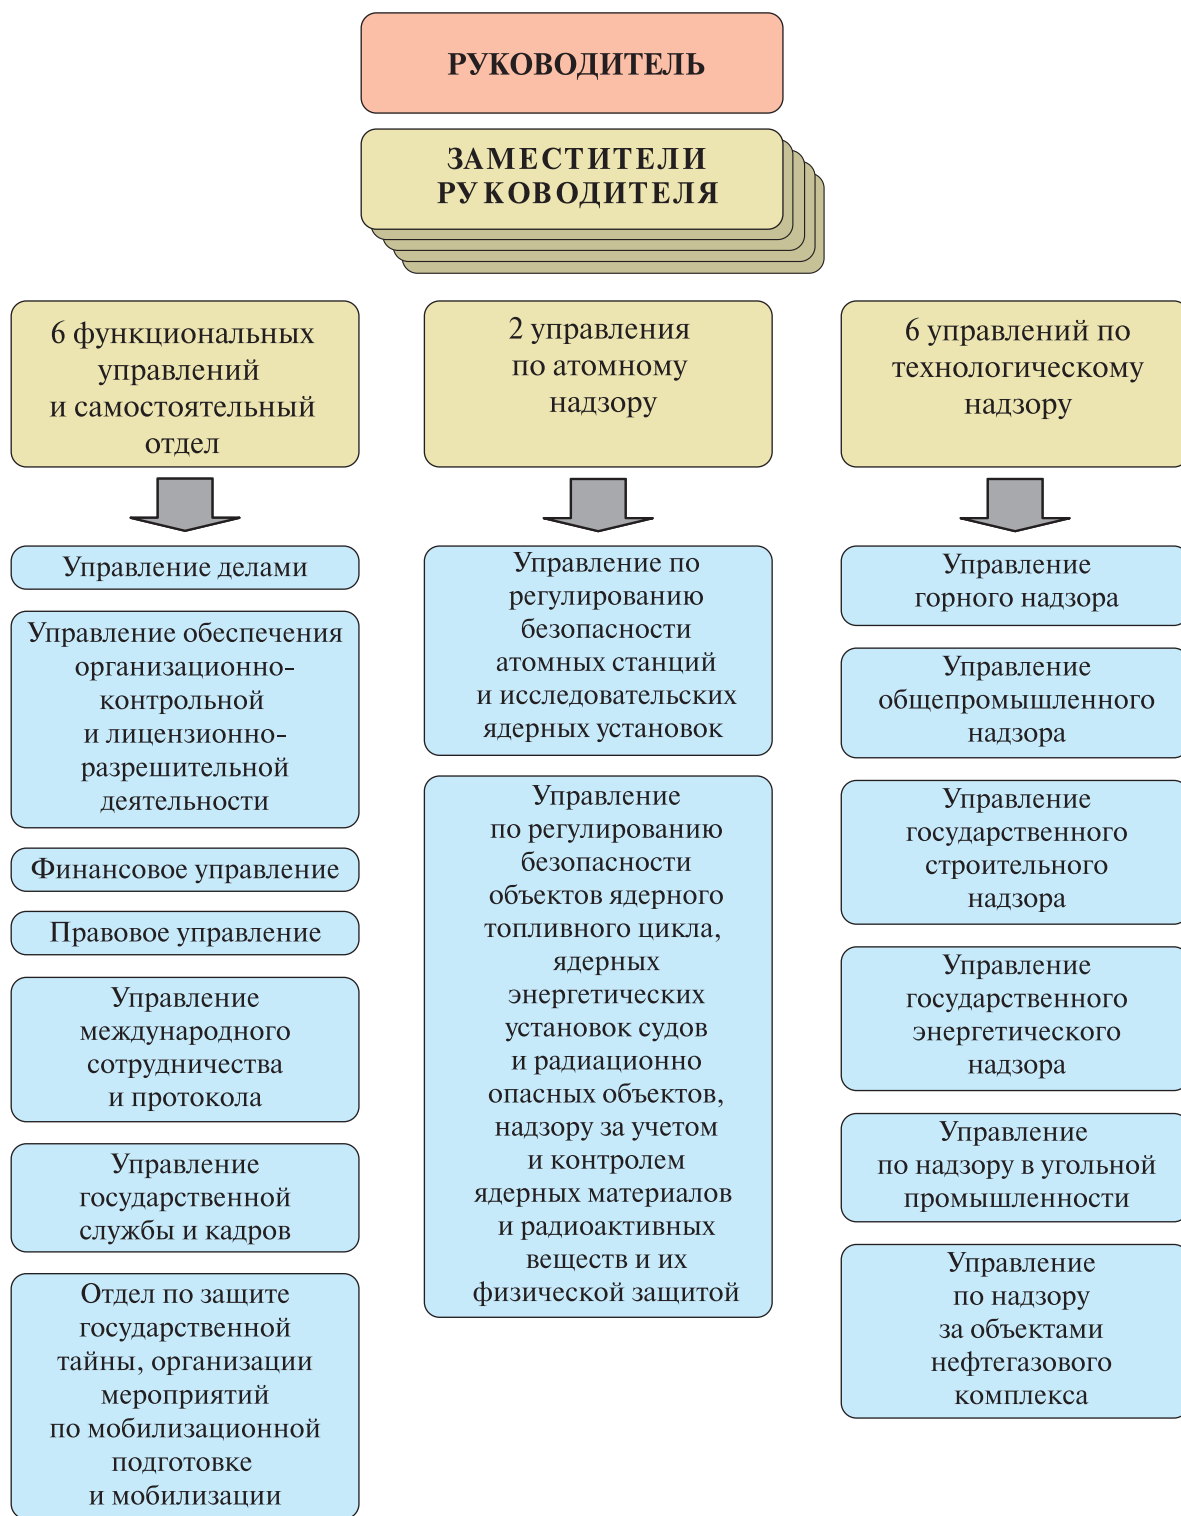 РУКОВОДИТЕЛЬ
ЗАМЕСТИТЕЛИ
РУКОВОДИТЕЛЯ
6 функциональных
управлений
и самостоятельный
отдел
2 управления
по атомному
надзору
6 управлений по
технологическому
надзору
Управление делами
Управление обеспечения
организационно-
контрольной
и лицензионно-
разрешительной
деятельности
Финансовое управление
Правовое управление
Управление
международного
сотрудничества
и протокола
Управление
государственной
службы и кадров
Отдел по защите
государственной
тайны, организации
мероприятий
по мобилизационной
подготовке
и мобилизации
Управление по
регулированию
безопасности
атомных станций
и исследовательских
ядерных установок
Управление
по регулированию
безопасности
объектов ядерного
топливного цикла,
ядерных
энергетических
установок судов
и радиационно
опасных объектов,
надзору за учетом
и контролем
ядерных материалов
и радиоактивных
веществ и их
физической защитой
Управление
горного надзора
Управление
общепромышленного
надзора
Управление
государственного
строительного
надзора
Управление
государственного
энергетического
надзора
Управление
по надзору в угольной
промышленности
Управление
по надзору
за объектами
нефтегазового
комплекса